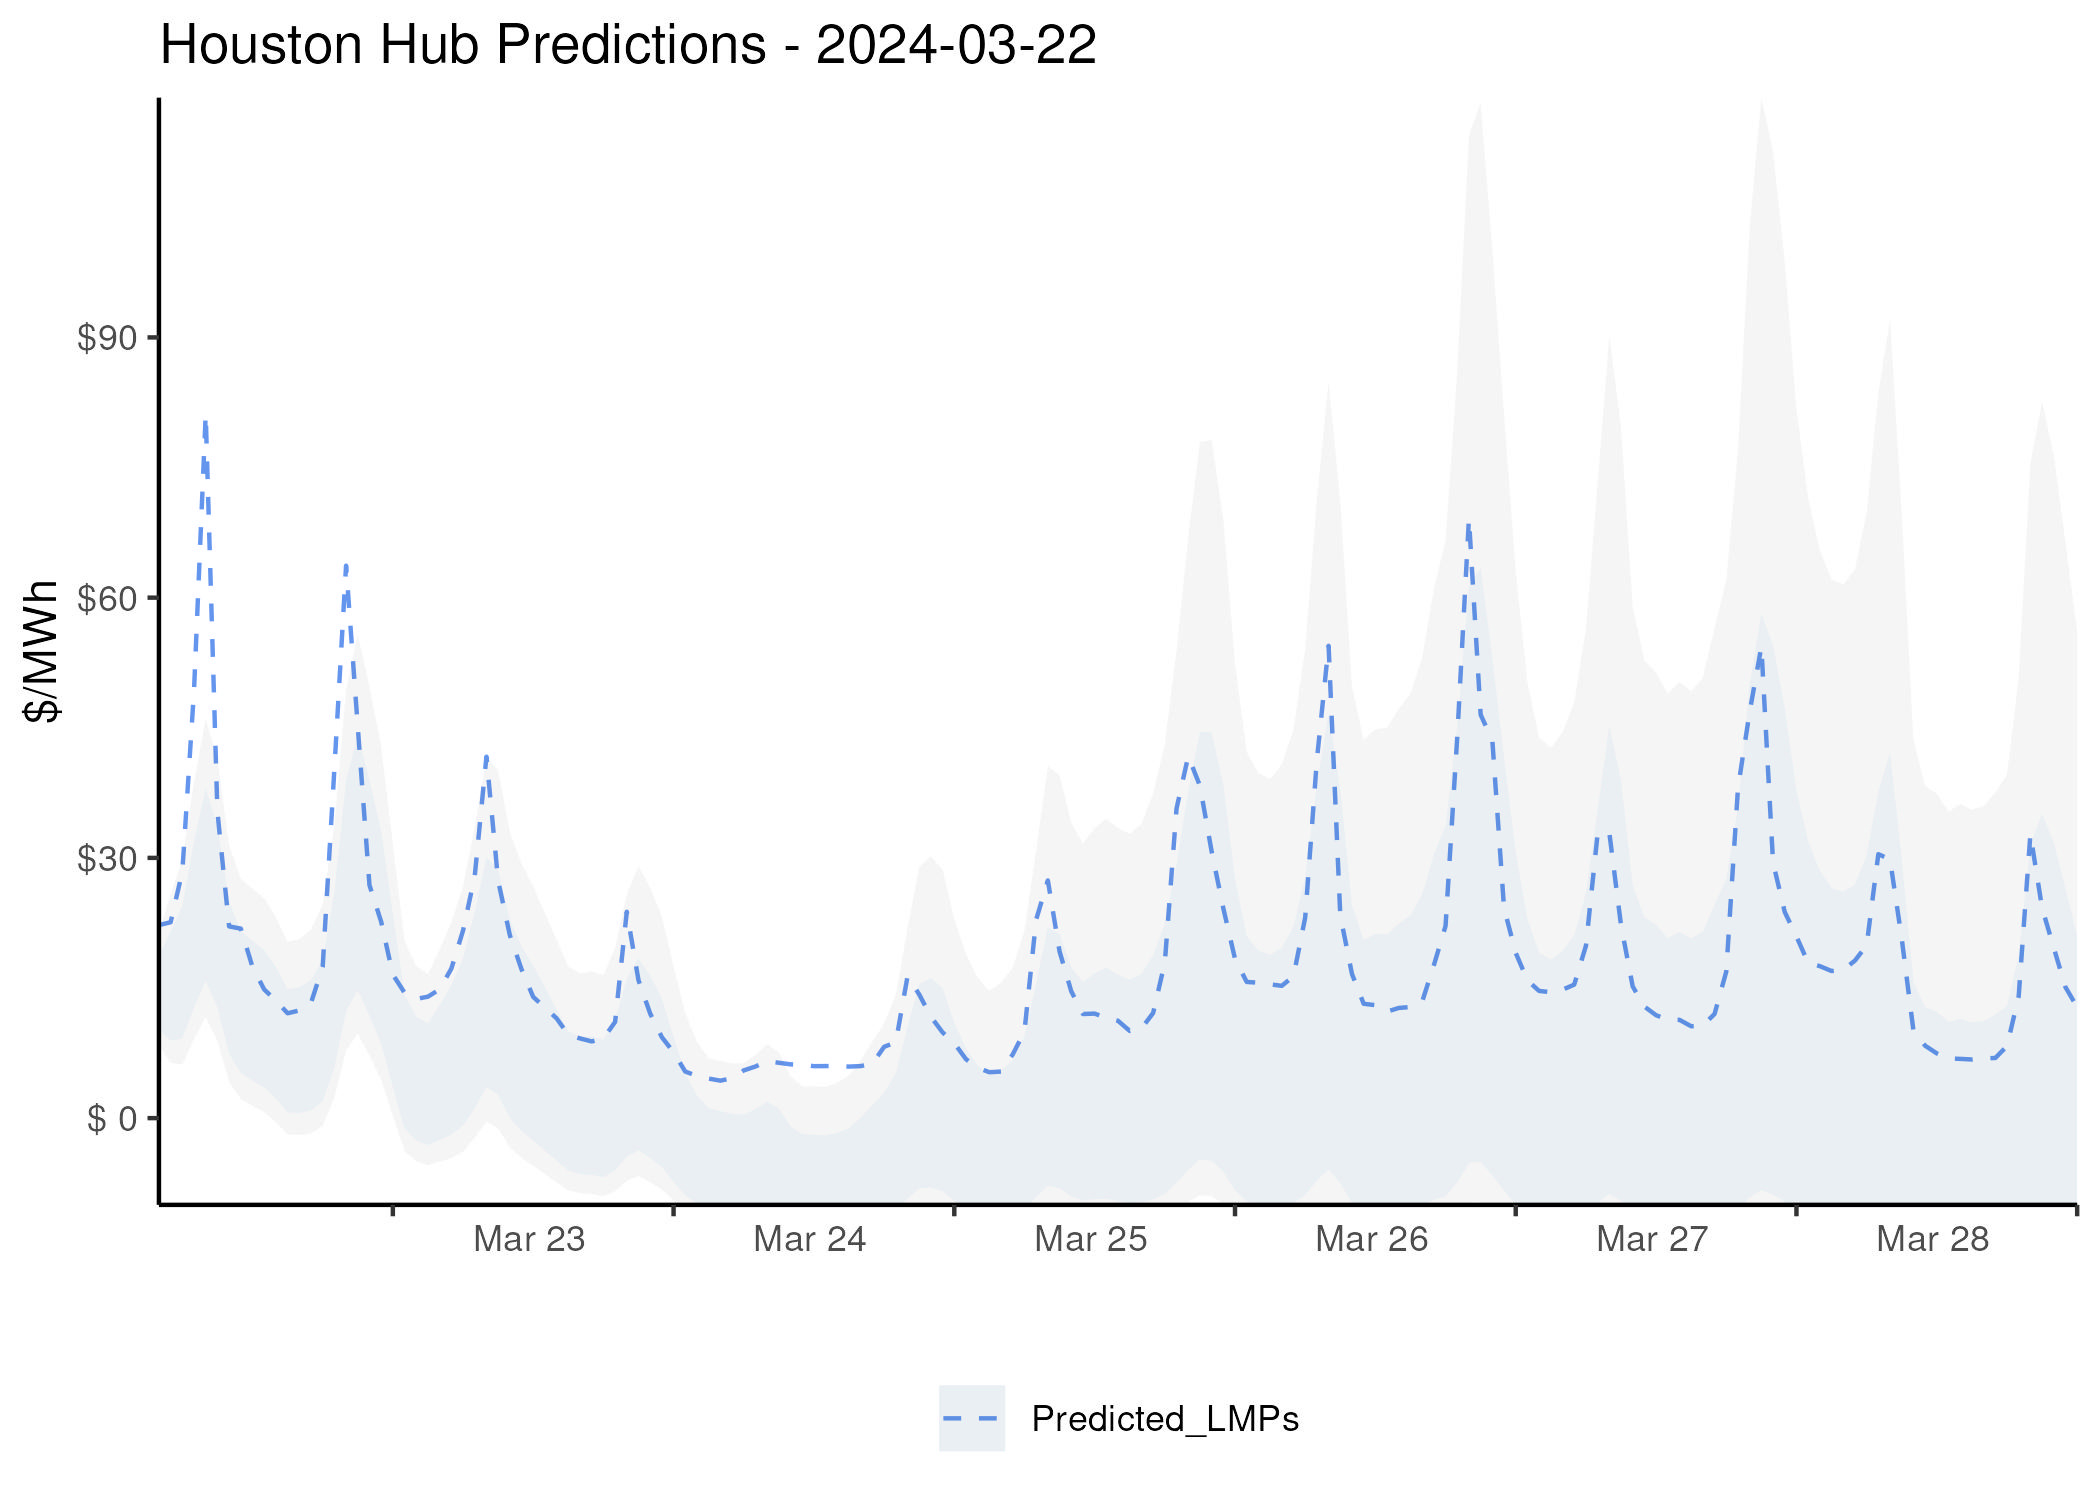 Houston Hub Predictions - 2024-03-22
$/MWh
$90
$60
$30
$ 0
Mar 23
Mar 24
Mar 25
Mar 26
Mar 27
Mar 28
Predicted_LMPs